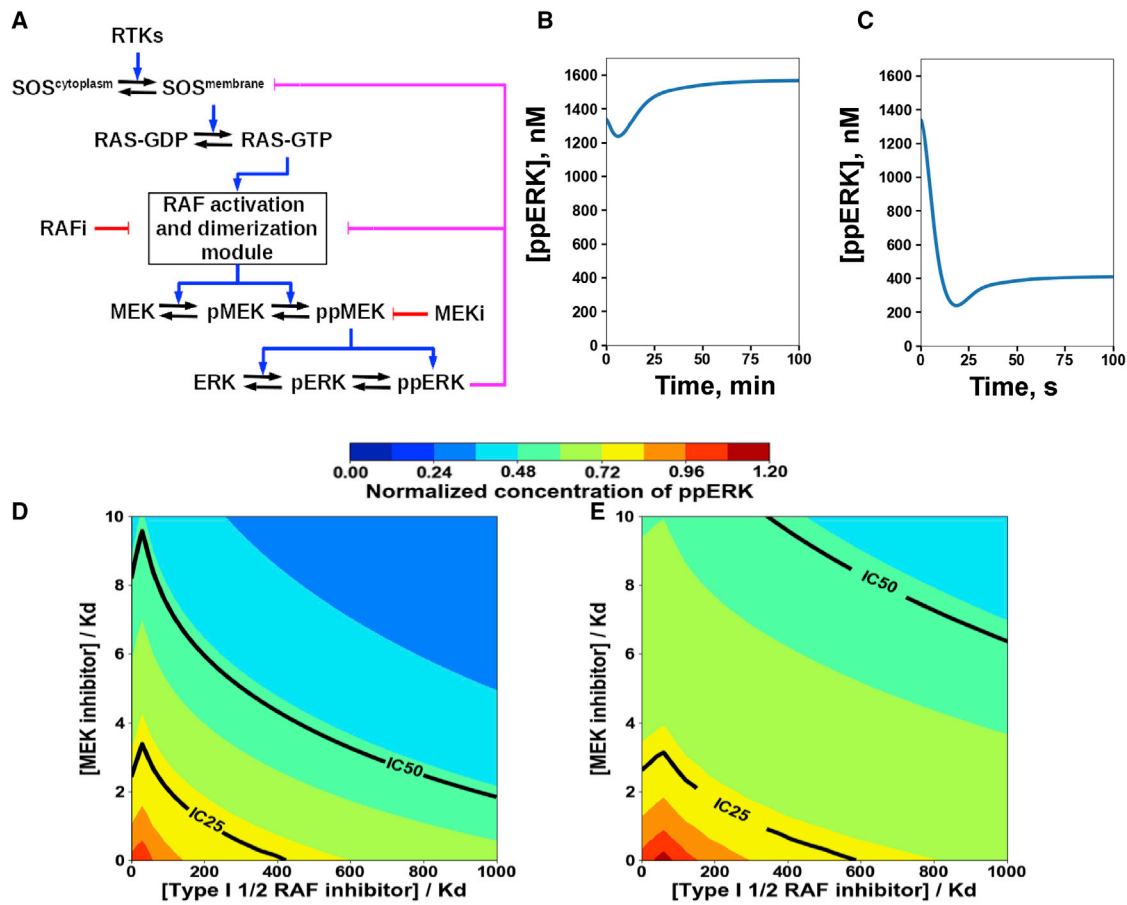 A
RTKs
SOScytoplasm SOSmembrane
RAS-GDP RAS-GTP
RAFi
RAF activation
and dimerization
module
MEK pMEK ppMEK MEKi
ERK pERK ppERK
B
[ppERK], nM
1600
1400
1200
1000
800
600
400
200
0
0 25 50 75 100
Time, min
C
[ppERK], nM
1600
1400
1200
1000
800
600
400
200
0
0 25 50 75 100
Time, s
0.00 0.24 0.48 0.72 0.96 1.20
Normalized concentration of ppERK
D
[MEK inhibitor] / Kd
10
8
6
4
2
0
IC50
IC25
0 200 400 600 800 1000
[Type I 1/2 RAF inhibitor] / Kd
E
[MEK inhibitor] / Kd
10
8
6
4
2
0
IC50
IC25
0 200 400 600 800 1000
[Type I 1/2 RAF inhibitor] / Kd